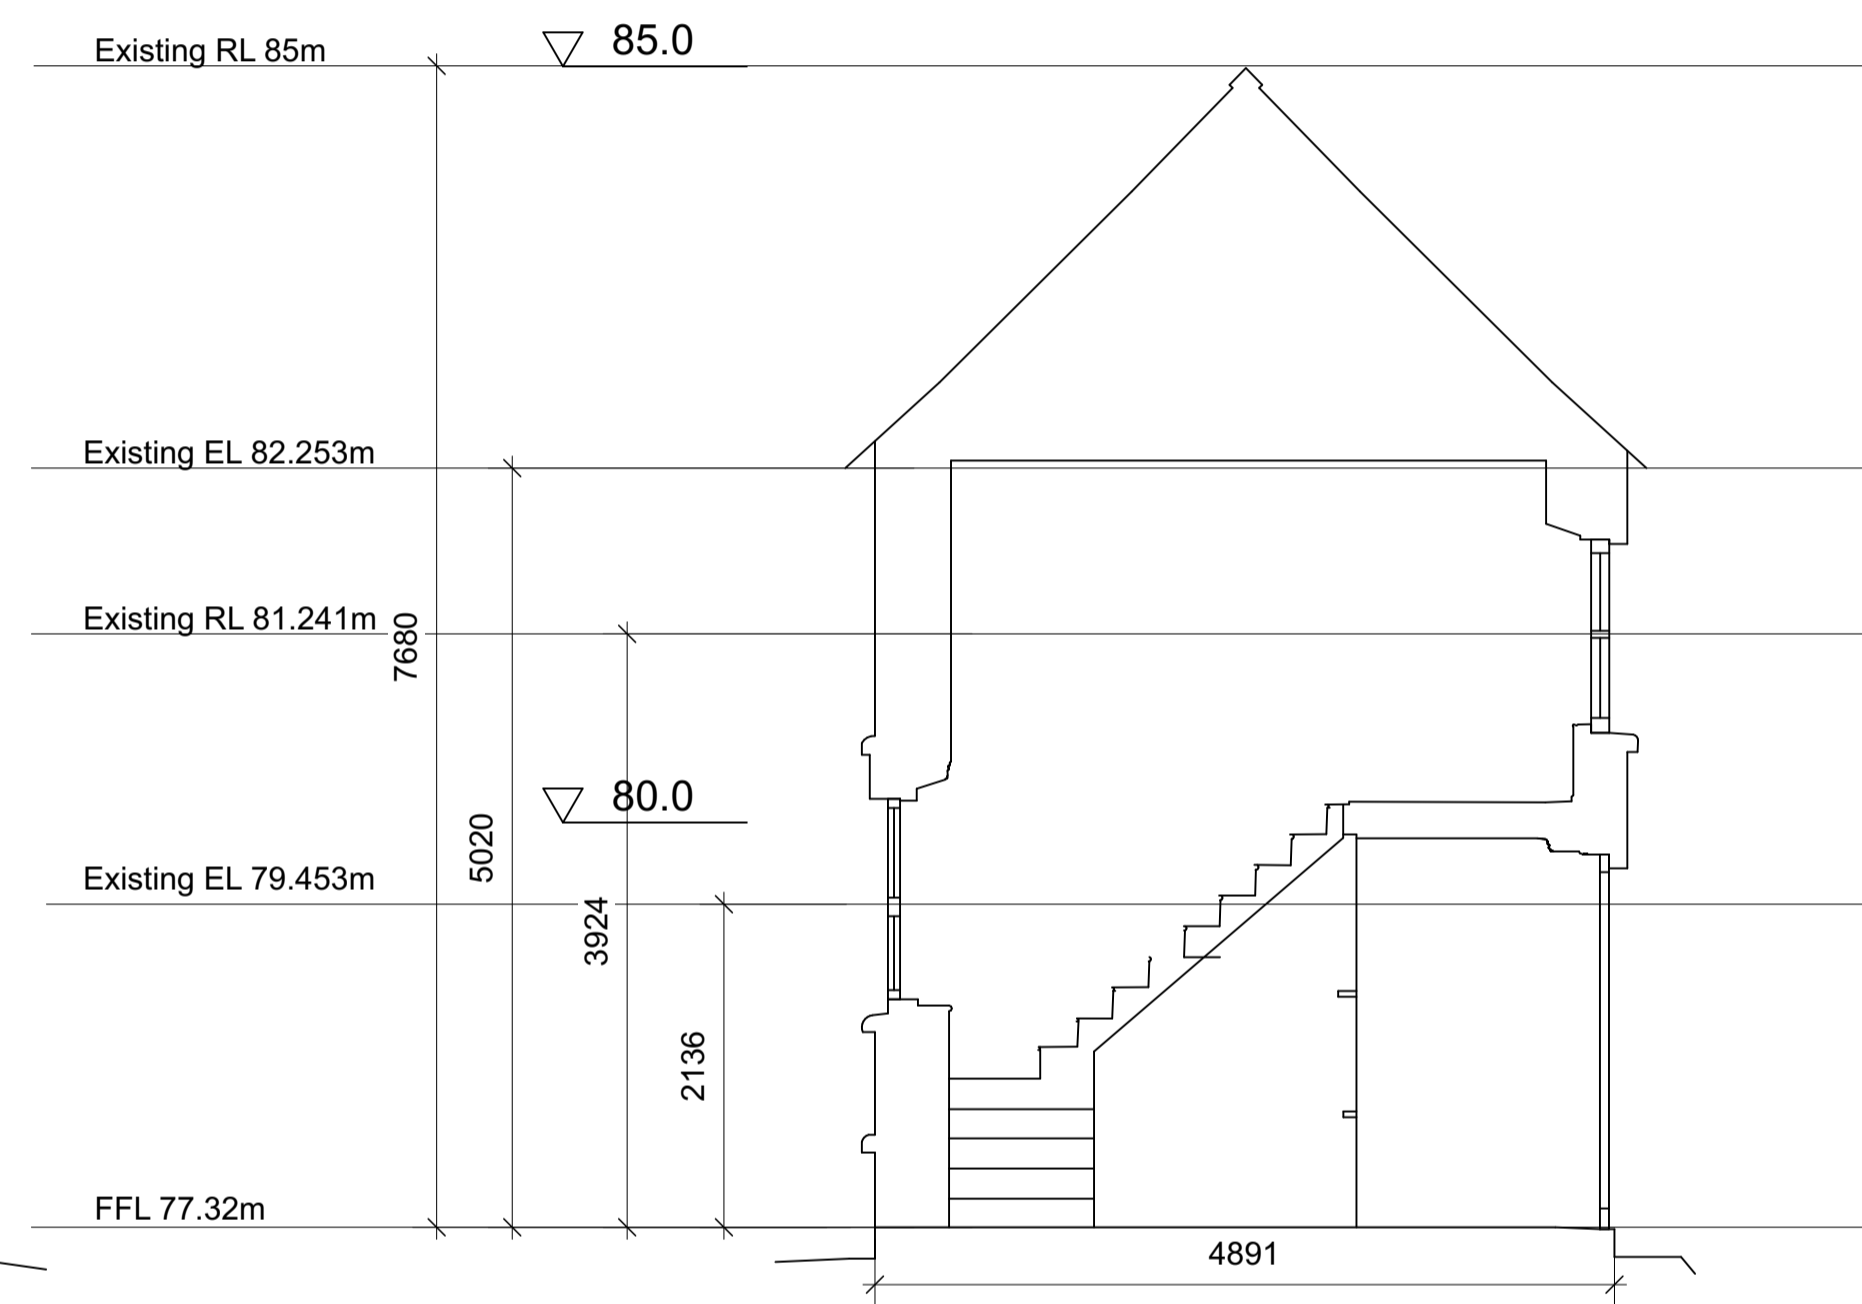 Existing RL 85m
85.0
Existing EL 82.253m
Existing RL 81.241m
7680
80.0
5020
Existing EL 79.453m
3924
2136
FFL 77.32m
4891